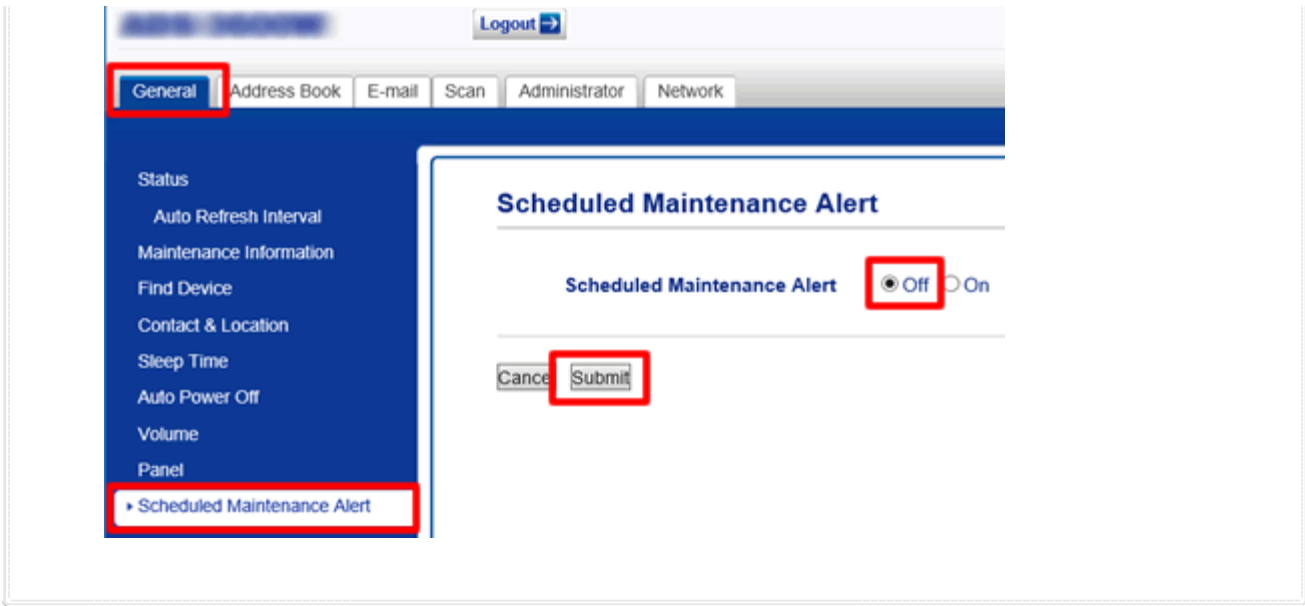 Logout
General Address Book E-mail Scan Administrator Network
Status
Auto Refresh Interval
Maintenance Information
Find Device
Contact & Location
Sleep Time
Auto Power Off
Volume
Panel
Scheduled Maintenance Alert
Scheduled Maintenance Alert
Scheduled Maintenance Alert Off On
Cance Submit